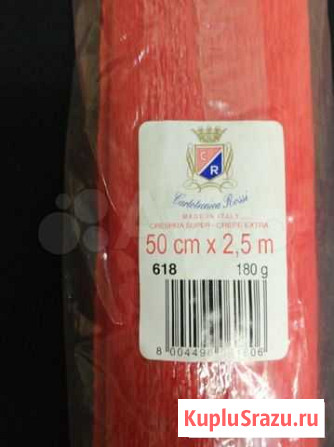 C
R
Cartotecnica Rossi
MADE IN ITALY
CRESPATA SUPER - CREPE EXTRA
50 cm x 2,5 m
618 180 g
KupluSrazu.ru